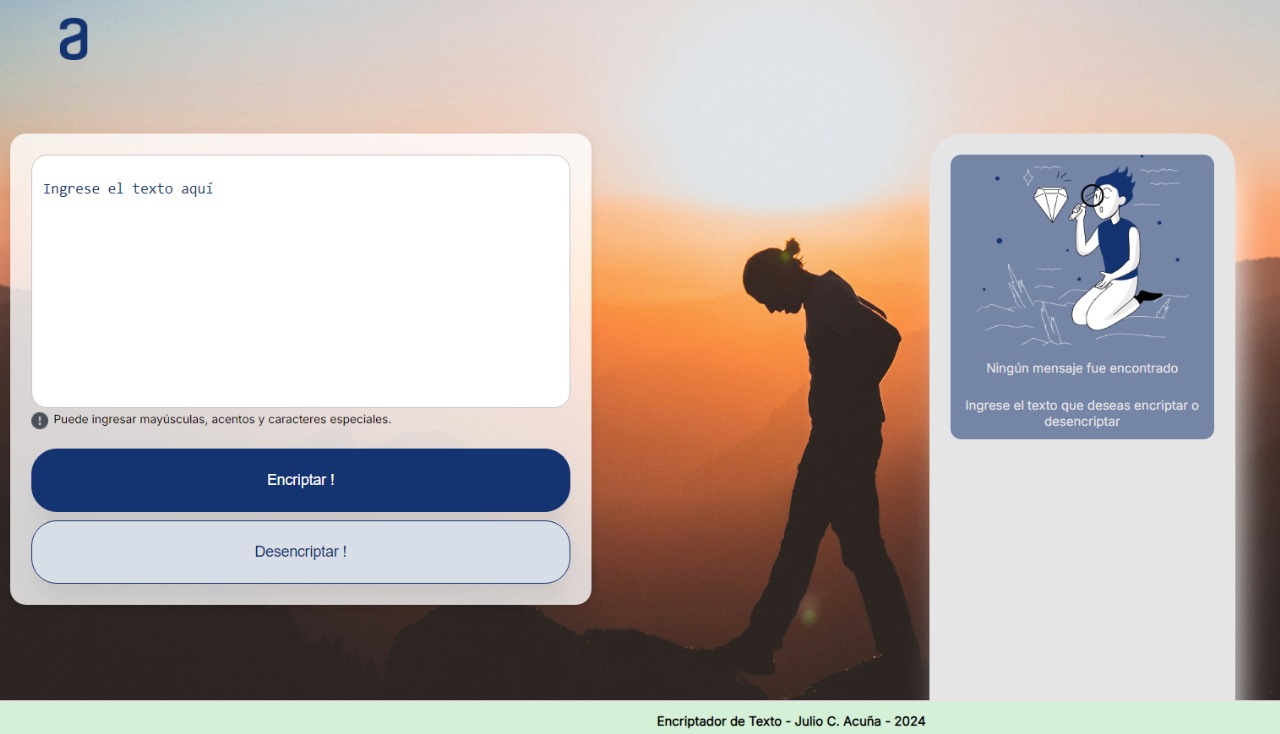 a
Ingrese el texto aquí
! Puede ingresar mayúsculas, acentos y caracteres especiales.
Encriptar !
Desencriptar !
Ningún mensaje fue encontrado
Ingrese el texto que deseas encriptar o
desencriptar
Encriptador de Texto - Julio C. Acuña - 2024